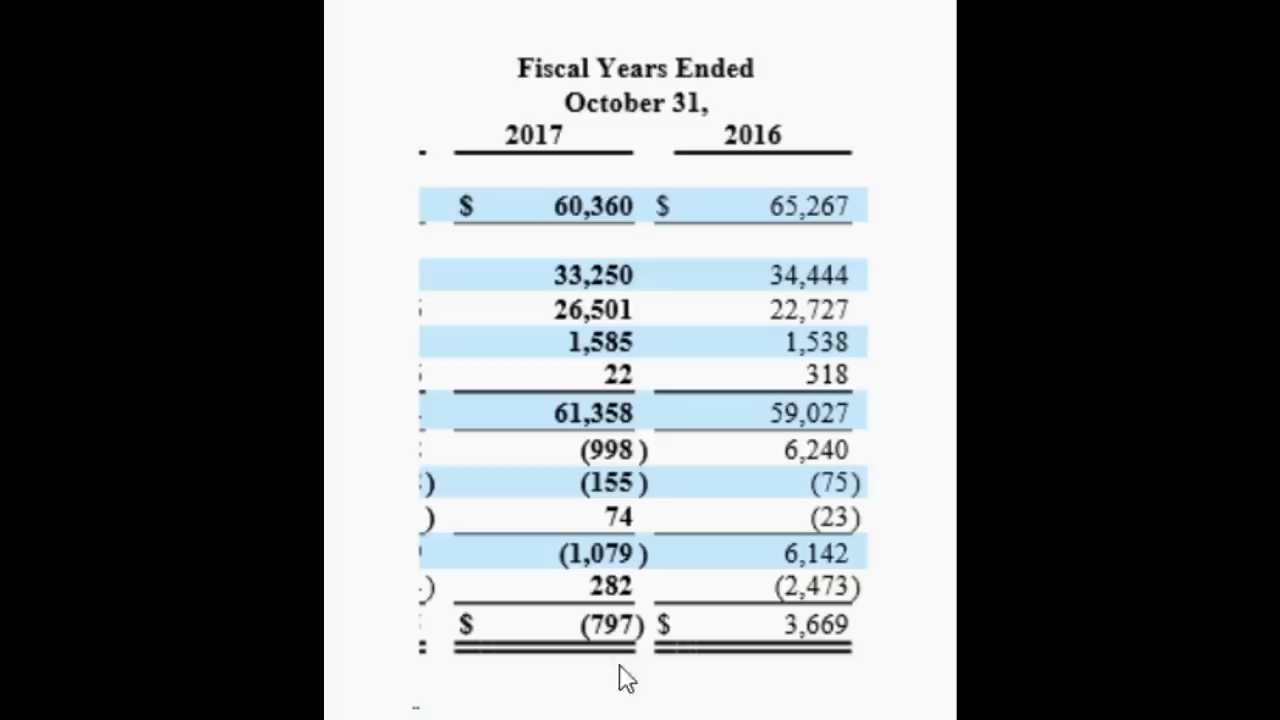 Fiscal Years Ended
October 31,
2017 2016
$ 60,360 $ 65,267
33,250 34,444
26,501 22,727
1,585 1,538
22 318
61,358 59,027
(998) 6,240
) (155) (75)
) 74 (23)
(1,079) 6,142
) 282 (2,473)
$ (797) $ 3,669